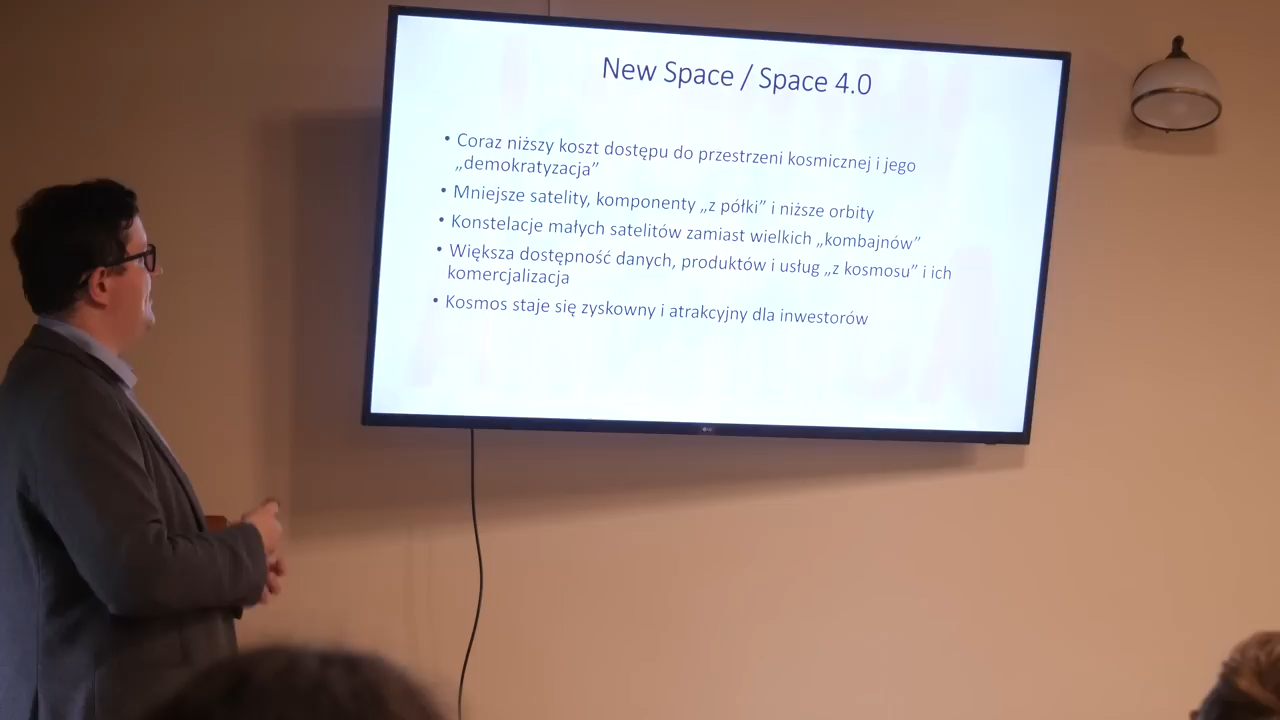 New Space / Space 4.0
• Coraz niższy koszt dostępu do przestrzeni kosmicznej i jego
„demokratyzacja”
• Mniejsze satelity, komponenty „z półki” i niższe orbity
• Konstelacje małych satelitów zamiast wielkich „kombajnów”
• Większa dostępność danych, produktów i usług „z kosmosu” i ich
komercjalizacja
• Kosmos staje się zyskowny i atrakcyjny dla inwestorów
LG